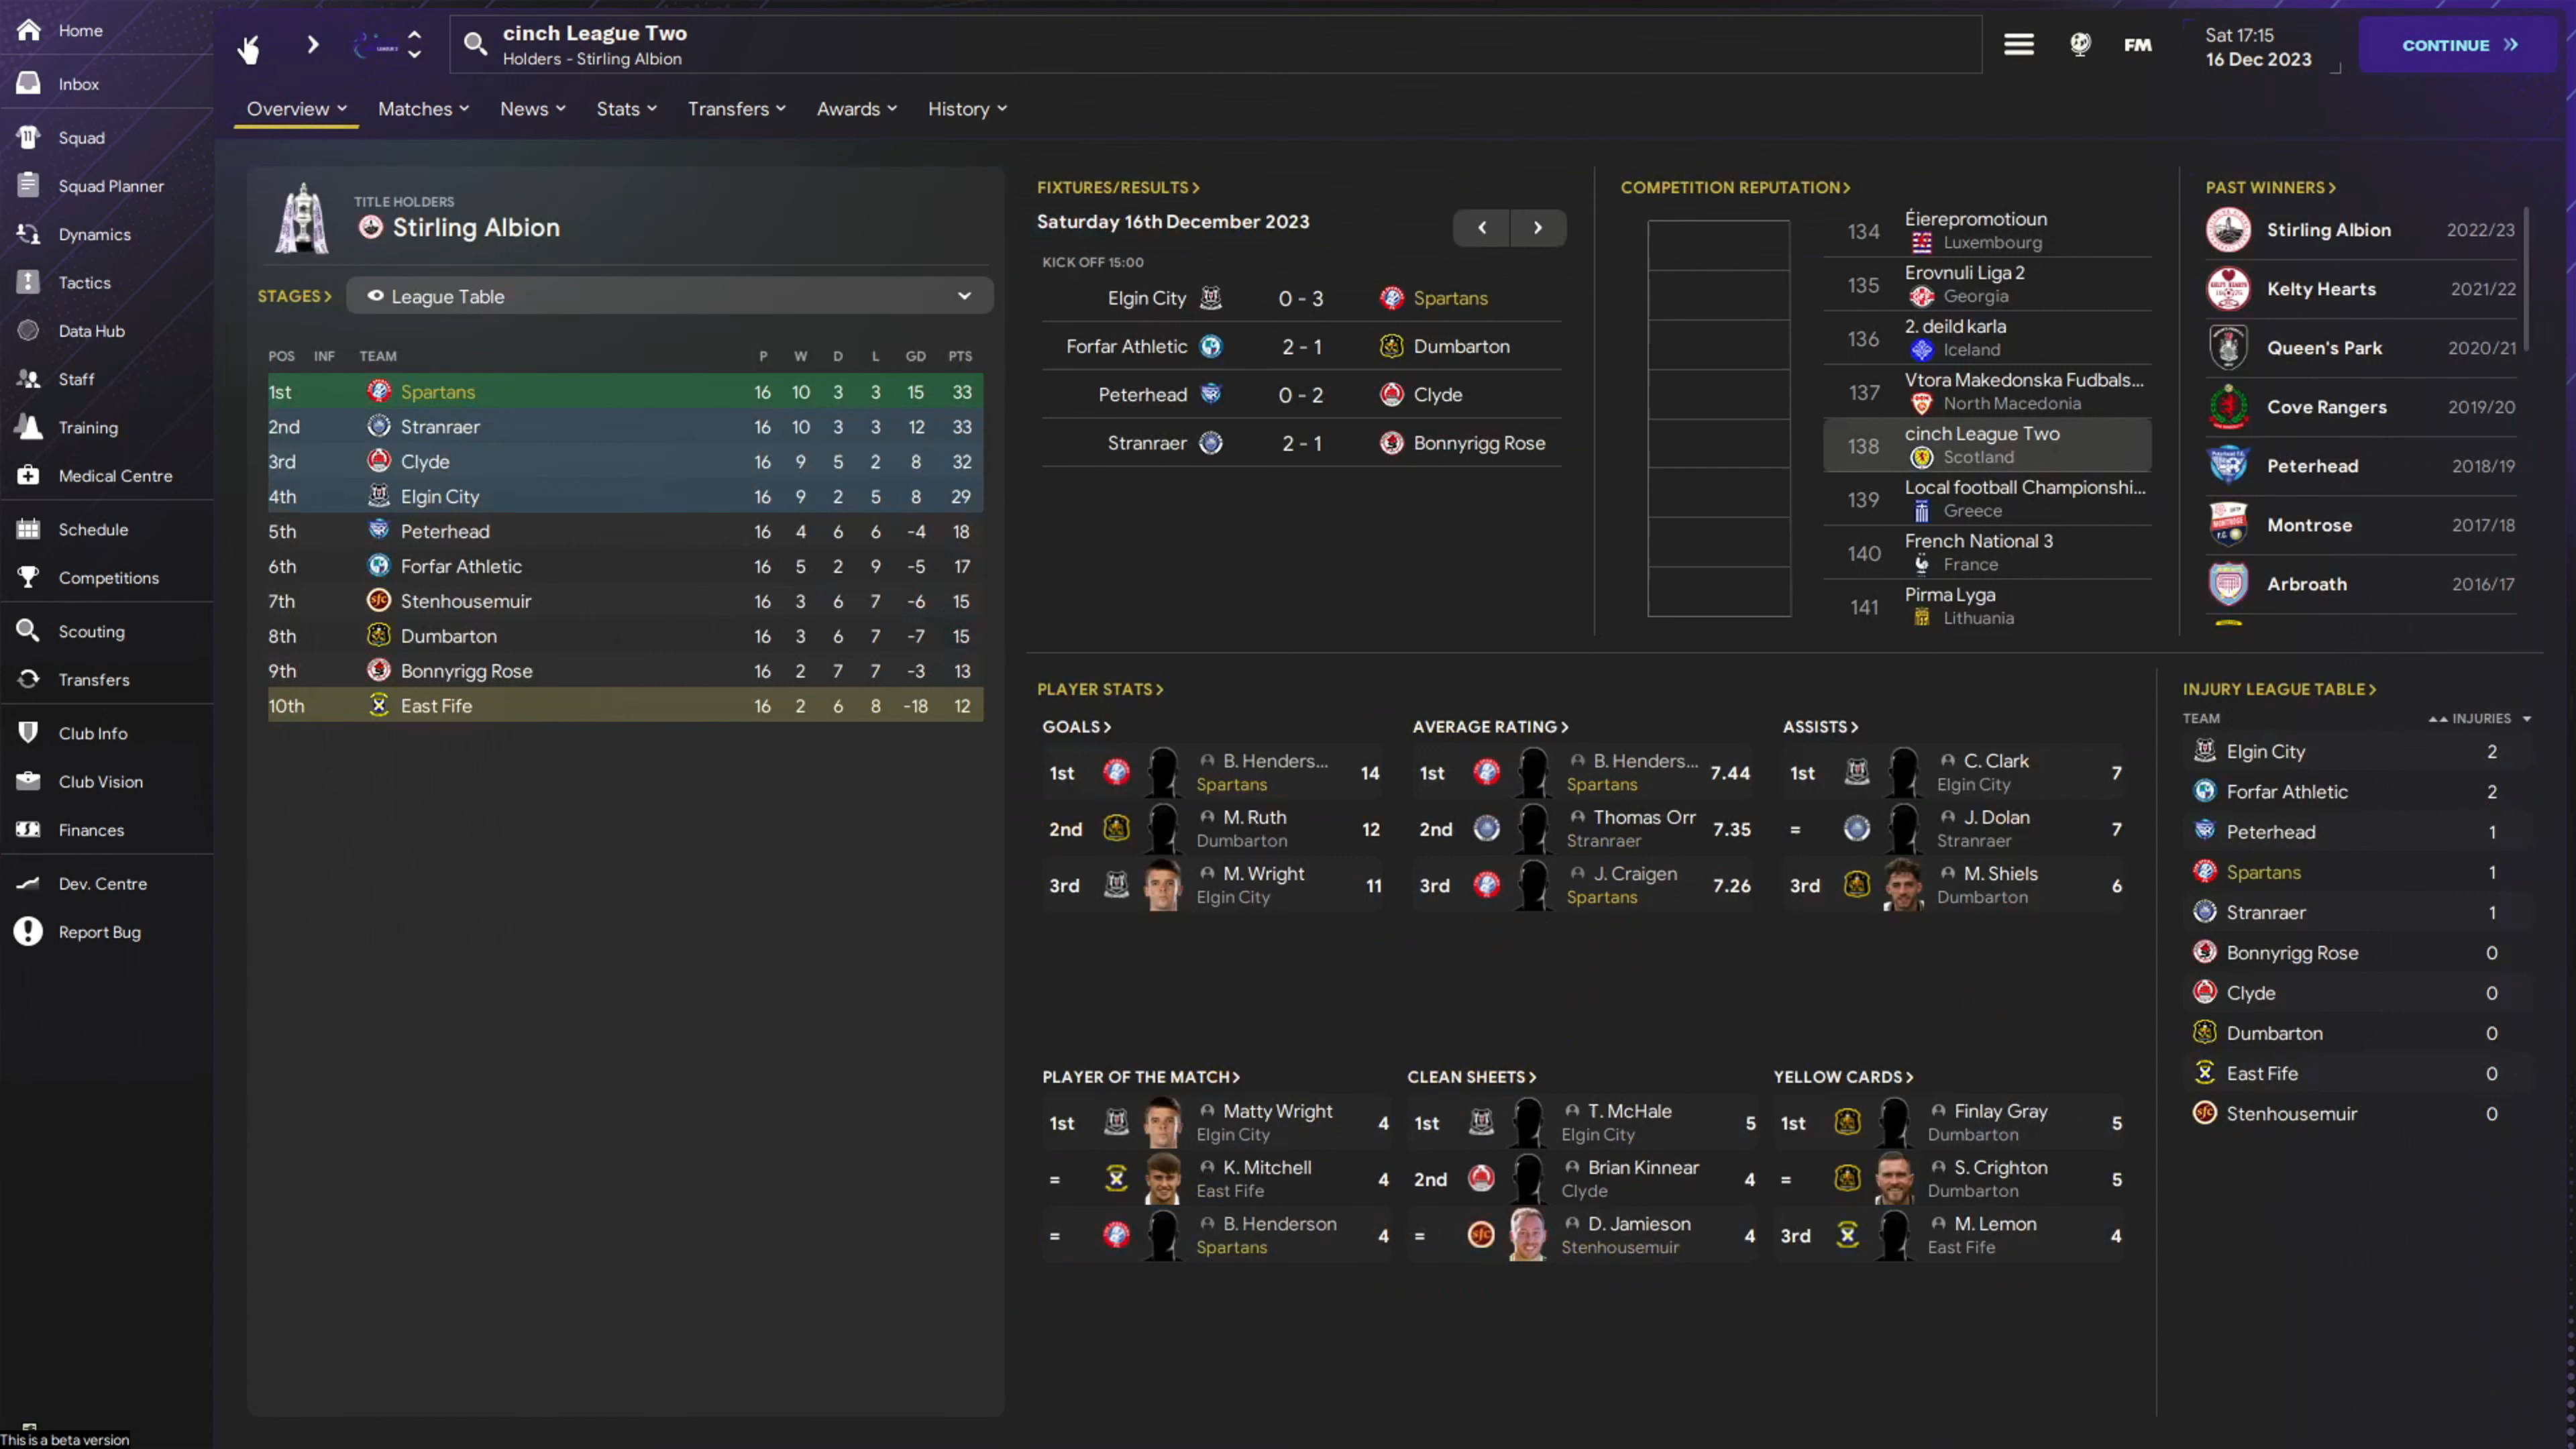 Home
Inbox
Squad
Squad Planner
Dynamics
Tactics
Data Hub
Staff
Training
Medical Centre
Schedule
Competitions
Scouting
Transfers
Club Info
Club Vision
Finances
Dev. Centre
Report Bug
This is a beta version
cinch League Two
Holders - Stirling Albion
FM
Sat 17:15
16 Dec 2023
CONTINUE
Overview Matches News Stats Transfers Awards History
TITLE HOLDERS
Stirling Albion
STAGES League Table
POS INF TEAM P W D L GD PTS
1st Spartans 16 10 3 3 15 33
2nd Stranraer 16 10 3 3 12 33
3rd Clyde 16 9 5 2 8 32
4th Elgin City 16 9 2 5 8 29
5th Peterhead 16 4 6 6 -4 18
6th Forfar Athletic 16 5 2 9 -5 17
7th Stenhousemuir 16 3 6 7 -6 15
8th Dumbarton 16 3 6 7 -7 15
9th Bonnyrigg Rose 16 2 7 7 -3 13
10th East Fife 16 2 6 8 -18 12
FIXTURES/RESULTS
Saturday 16th December 2023
KICK OFF 15:00
Elgin City 0 - 3 Spartans
Forfar Athletic 2 - 1 Dumbarton
Peterhead 0 - 2 Clyde
Stranraer 2 - 1 Bonnyrigg Rose
COMPETITION REPUTATION
134 Éierepromotioun
Luxembourg
135 Erovnuli Liga 2
Georgia
136 2. deild karla
Iceland
137 Vtora Makedonska Fudbals...
North Macedonia
138 cinch League Two
Scotland
139 Local football Championshi...
Greece
140 French National 3
France
141 Pirma Lyga
Lithuania
PAST WINNERS
Stirling Albion 2022/23
Kelty Hearts 2021/22
Queen's Park 2020/21
Cove Rangers 2019/20
Peterhead 2018/19
Montrose 2017/18
Arbroath 2016/17
PLAYER STATS
GOALS
1st B. Henders... 14
Spartans
2nd M. Ruth 12
Dumbarton
3rd M. Wright 11
Elgin City
AVERAGE RATING
1st B. Henders... 7.44
Spartans
2nd Thomas Orr 7.35
Stranraer
3rd J. Craigen 7.26
Spartans
ASSISTS
1st C. Clark 7
Elgin City
= J. Dolan 7
Stranraer
3rd M. Shiels 6
Dumbarton
PLAYER OF THE MATCH
1st Matty Wright 4
Elgin City
= K. Mitchell 4
East Fife
= B. Henderson 4
Spartans
CLEAN SHEETS
1st T. McHale 5
Elgin City
2nd Brian Kinnear 4
Clyde
= D. Jamieson 4
Stenhousemuir
YELLOW CARDS
1st Finlay Gray 5
Dumbarton
= S. Crighton 5
Dumbarton
3rd M. Lemon 4
East Fife
INJURY LEAGUE TABLE
TEAM INJURIES
Elgin City 2
Forfar Athletic 2
Peterhead 1
Spartans 1
Stranraer 1
Bonnyrigg Rose 0
Clyde 0
Dumbarton 0
East Fife 0
Stenhousemuir 0